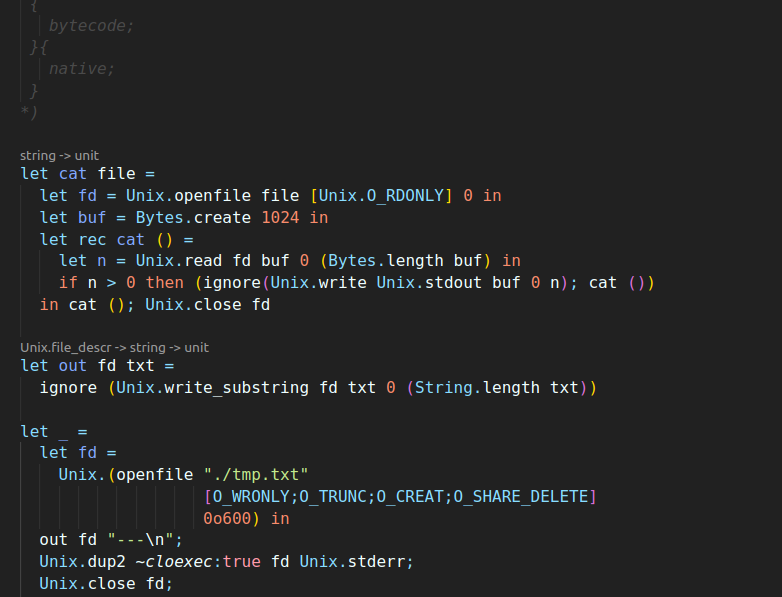 {
bytecode;
}{
native;
}
*)
string -> unit
let cat file =
let fd = Unix.openfile file [Unix.O_RDONLY] 0 in
let buf = Bytes.create 1024 in
let rec cat () =
let n = Unix.read fd buf 0 (Bytes.length buf) in
if n > 0 then (ignore(Unix.write Unix.stdout buf 0 n); cat ())
in cat (); Unix.close fd
Unix.file_descr -> string -> unit
let out fd txt =
ignore (Unix.write_substring fd txt 0 (String.length txt))
let _ =
let fd =
Unix.(openfile "./tmp.txt"
[O_WRONLY;O_TRUNC;O_CREAT;O_SHARE_DELETE]
0o600) in
out fd "---\n";
Unix.dup2 ~cloexec:true fd Unix.stderr;
Unix.close fd;